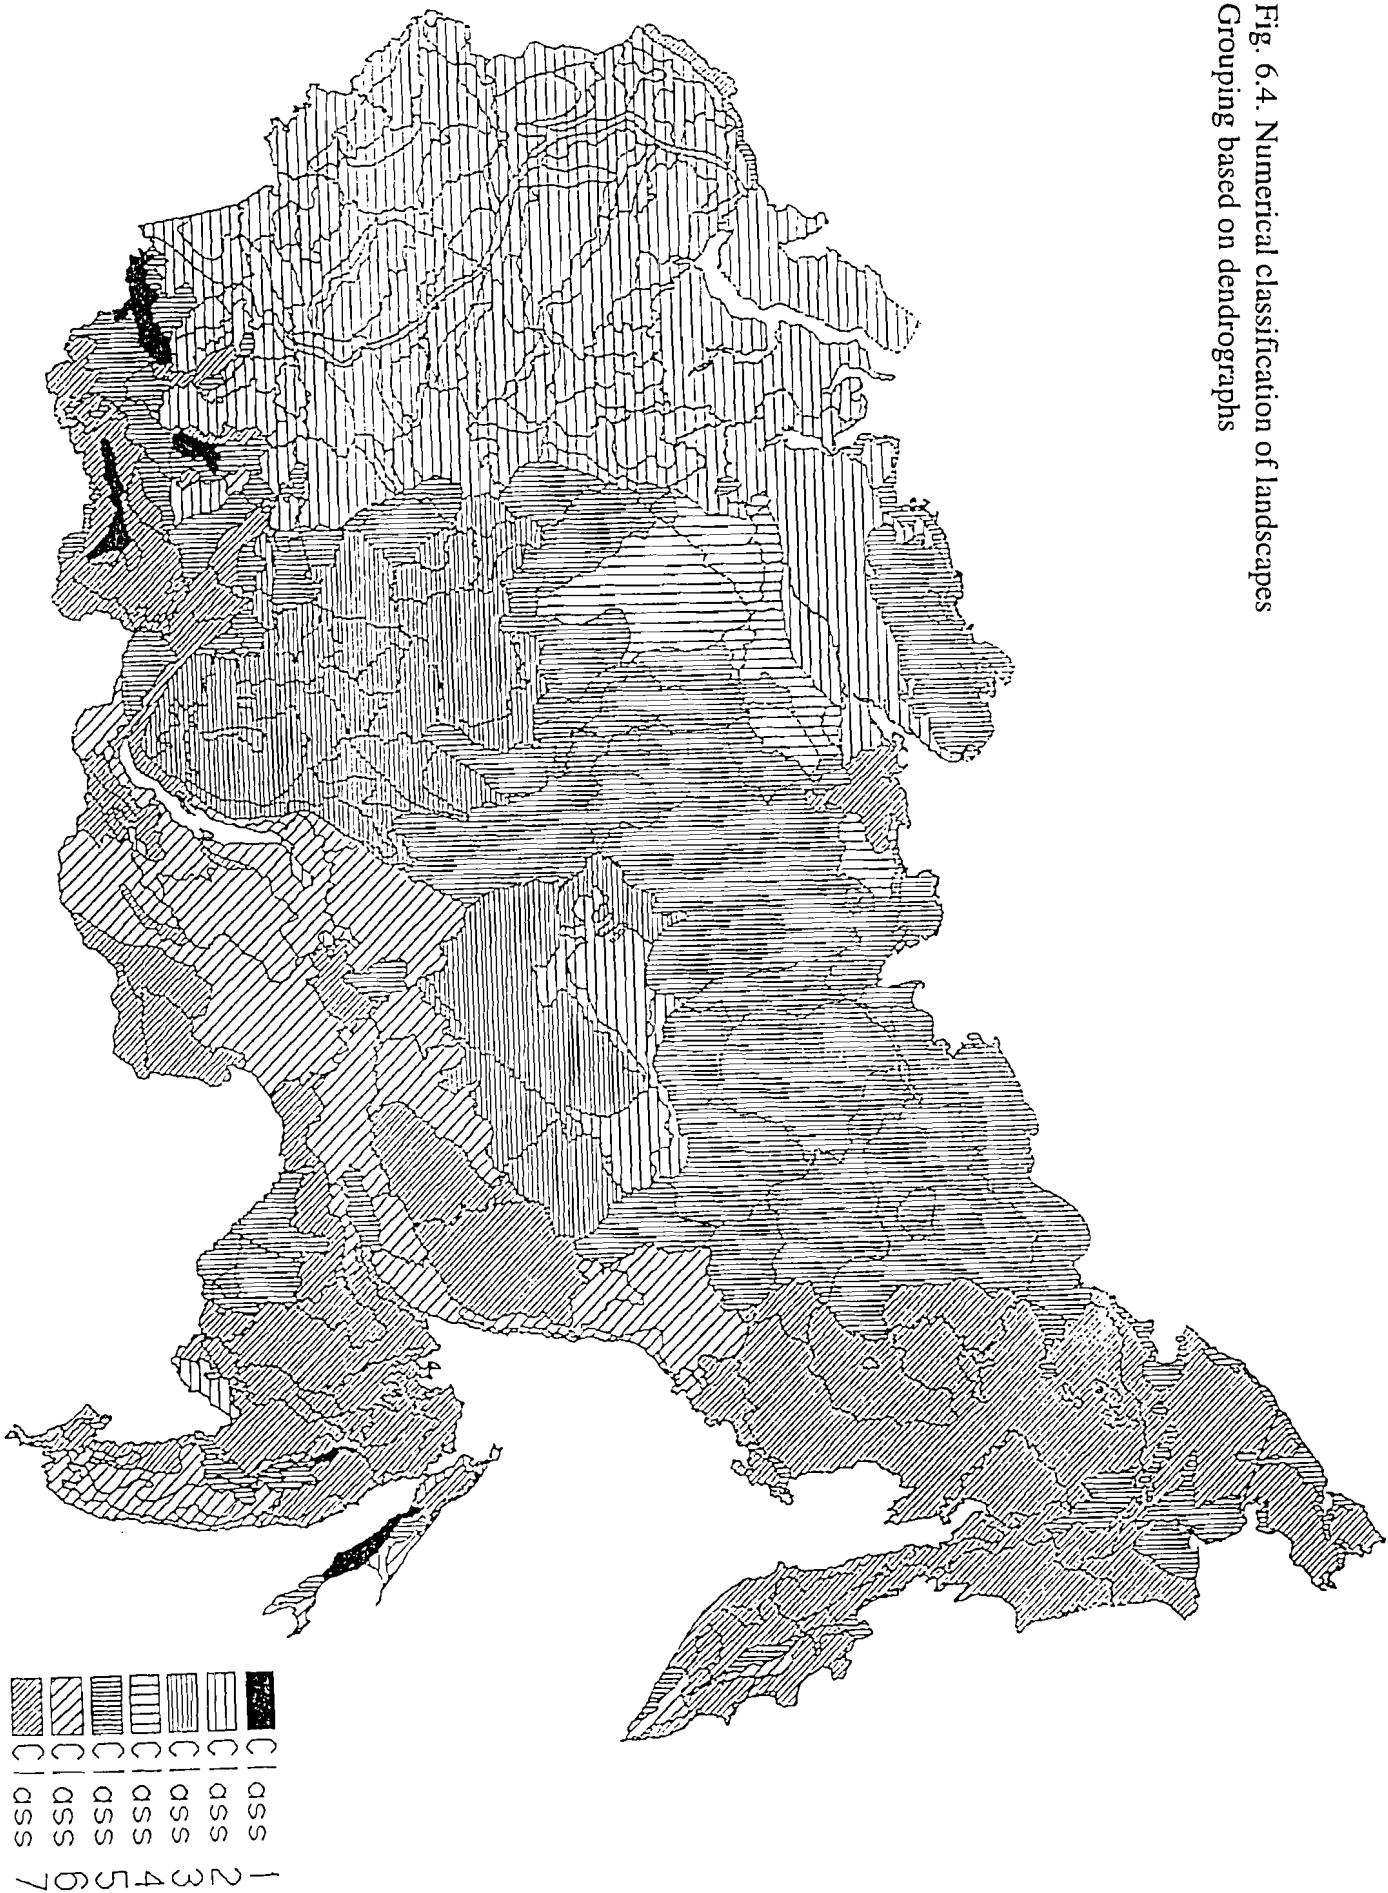 Fig. 6.4. Numerical classification of landscapes
Grouping based on dendrographs
Class 1
Class 2
Class 3
Class 4
Class 5
Class 6
Class 7